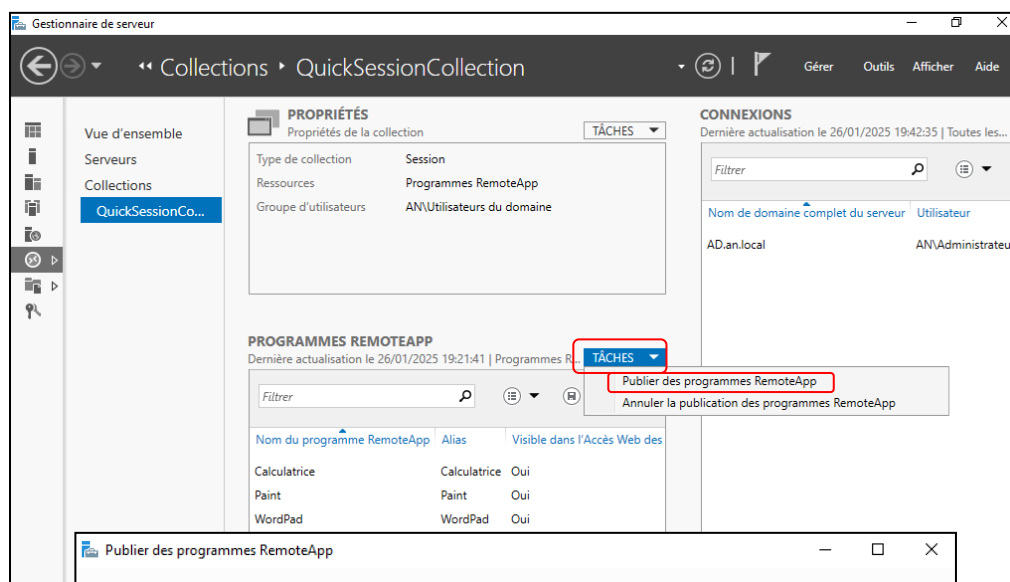 Gestionnaire de serveur
Collections QuickSessionCollection
Gérer Outils Afficher Aide
Vue d'ensemble
Serveurs
Collections
QuickSessionCo...
PROPRIÉTÉS
Propriétés de la collection
TÂCHES
Type de collection Session
Ressources Programmes RemoteApp
Groupe d'utilisateurs AN\Utilisateurs du domaine
PROGRAMMES REMOTEAPP
Dernière actualisation le 26/01/2025 19:21:41 | Programmes R...
TÂCHES
Publier des programmes RemoteApp
Annuler la publication des programmes RemoteApp
Filtrer
Nom du programme RemoteApp Alias Visible dans l'Accès Web des
Calculatrice Calculatrice Oui
Paint Paint Oui
WordPad WordPad Oui
CONNEXIONS
Dernière actualisation le 26/01/2025 19:42:35 | Toutes les...
Filtrer
Nom de domaine complet du serveur Utilisateur
AD.an.local AN\Administrateu
Publier des programmes RemoteApp